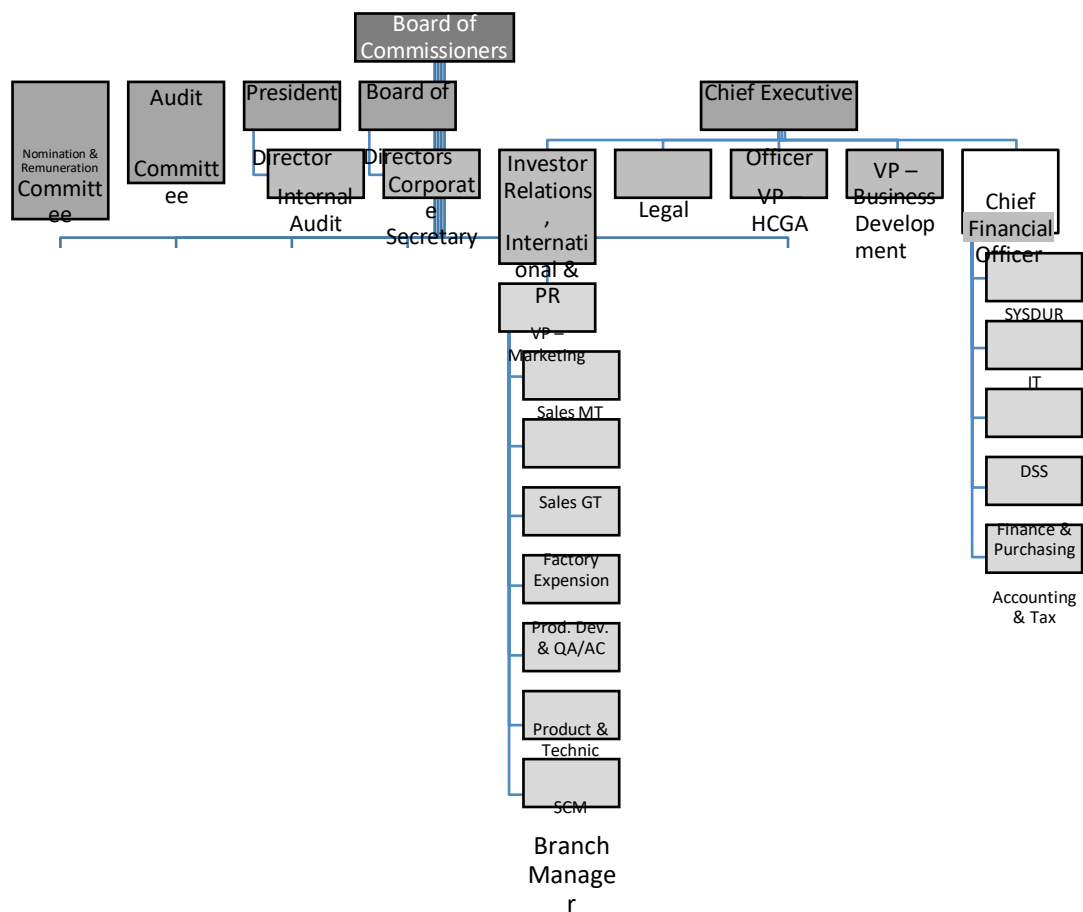 Board of
Commissioners
Nomination &
Remuneration
Committ
ee
Audit
Committ
ee
President
Director
Internal
Audit
Board of
Directors
Corporat
e
Secretary
Chief Executive
Officer
Investor
Relations
,
Internati
onal &
PR
Legal
VP –
HCGA
VP –
Business
Develop
ment
Chief
Financial
Officer
VP –
Marketing
Sales MT
Sales GT
Factory
Expension
Prod. Dev.
& QA/AC
Product &
Technic
SCM
Branch
Manage
r
SYSDUR
IT
DSS
Finance &
Purchasing
Accounting
& Tax